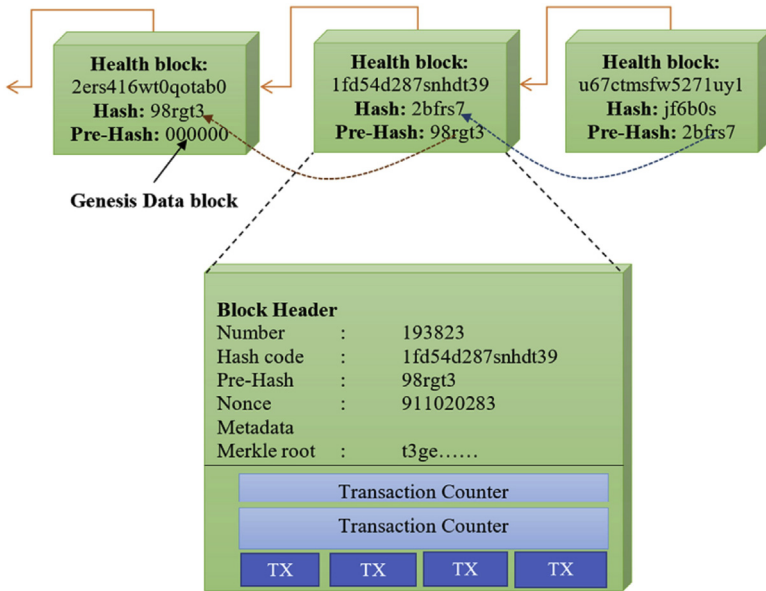 Health block:
2ers416wt0qotab0
Hash: 98rgt3
Pre-Hash: 000000
Genesis Data block
Health block:
1fd54d287snhdt39
Hash: 2bfrs7
Pre-Hash: 98rgt3
Health block:
u67ctmsfw5271uy1
Hash: jf6b0s
Pre-Hash: 2bfrs7
Block Header
Number : 193823
Hash code : 1fd54d287snhdt39
Pre-Hash : 98rgt3
Nonce : 911020283
Metadata
Merkle root : t3ge......
Transaction Counter
Transaction Counter
TX TX TX TX